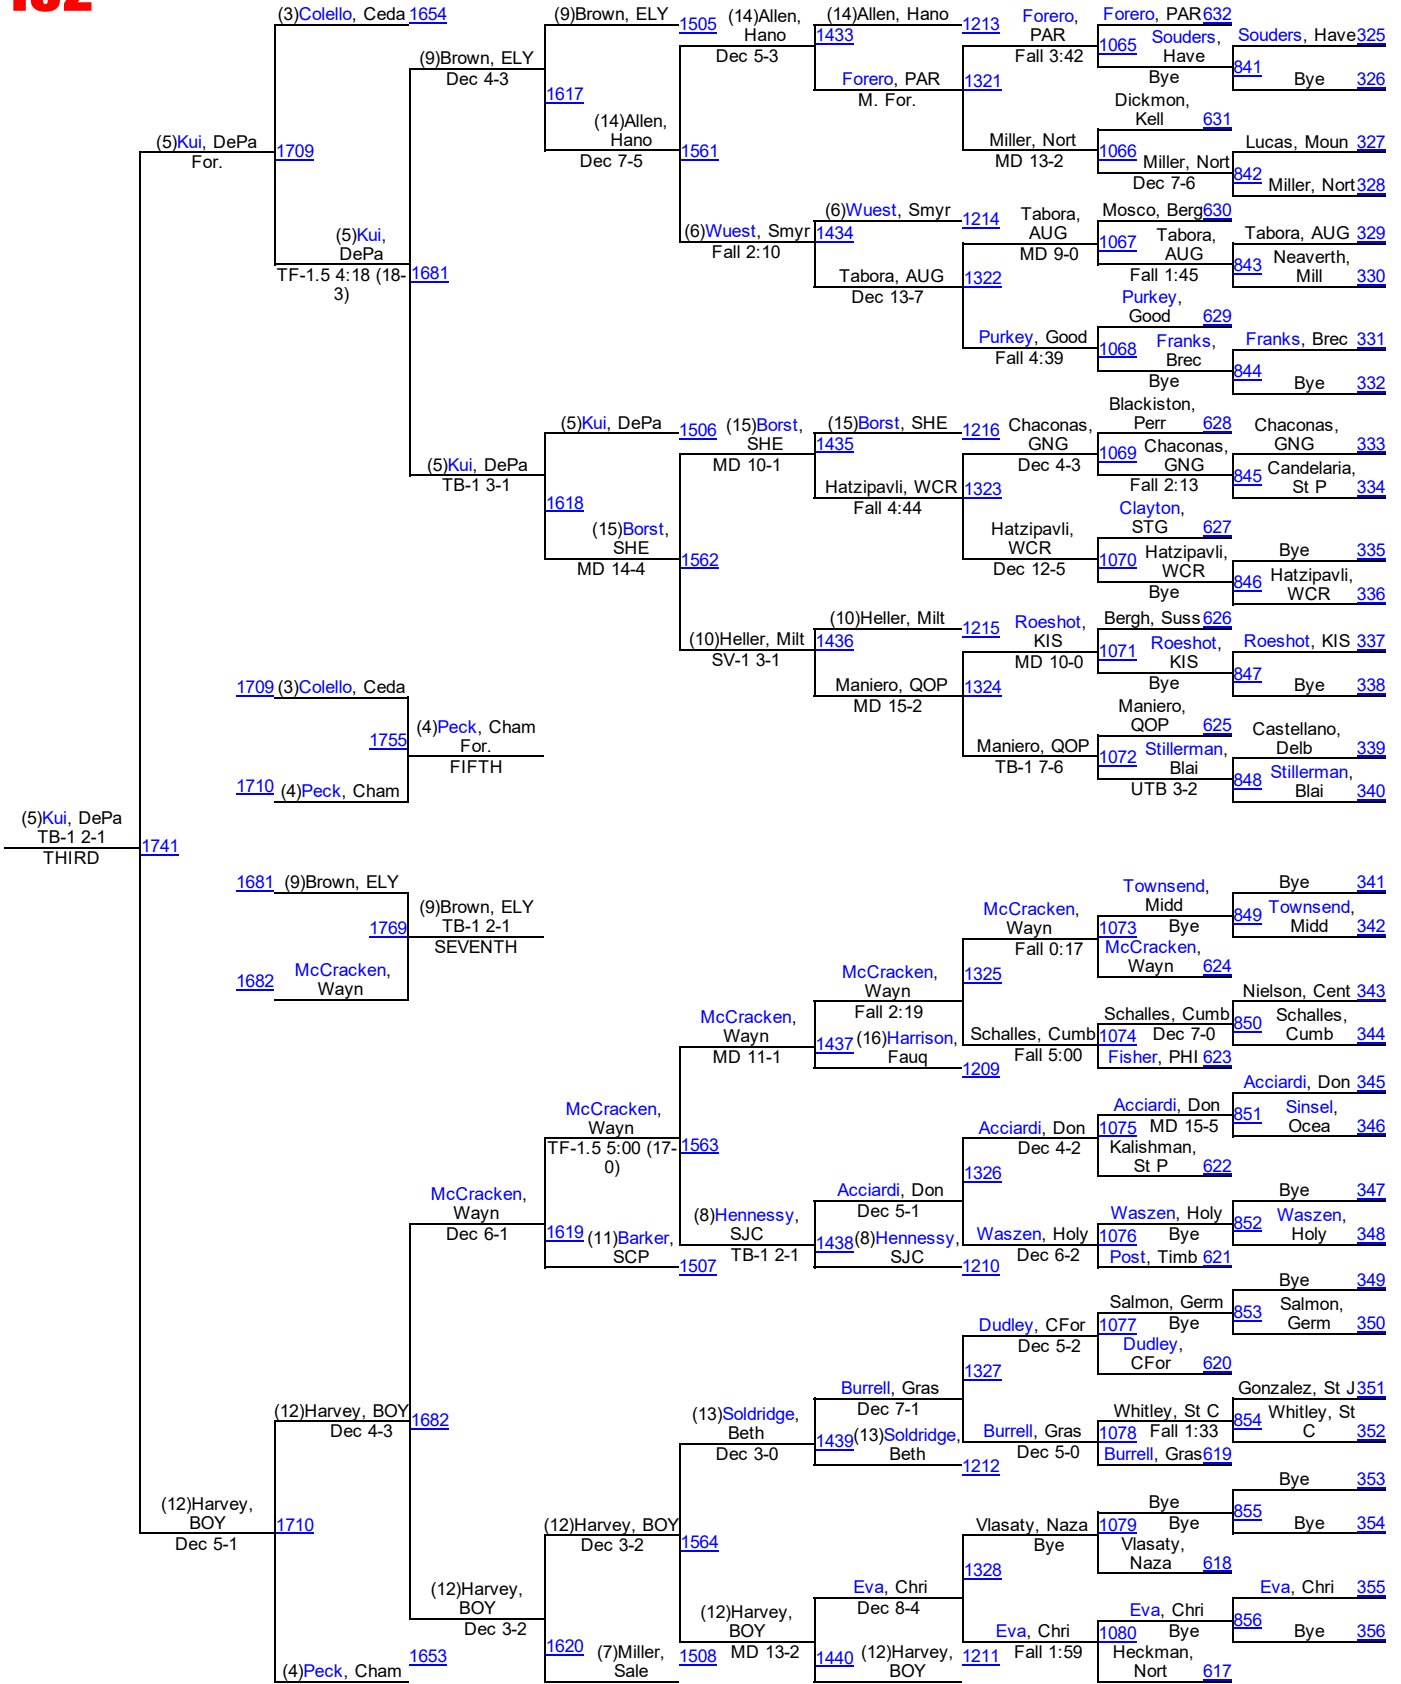 132
(3)Colello, Ceda 1654
(9)Brown, ELY 1505
(14)Allen, Hano
Dec 5-3
(14)Allen, Hano 1213
1433
Forero, PAR
Fall 3:42
Forero, PAR 632
1065 Souders, Have
Bye
Souders, Have 325
841
Bye 326
(9)Brown, ELY
Dec 4-3
1617
(14)Allen, Hano
Dec 7-5
1561
Forero, PAR
M. For.
1321
Miller, Nort
MD 13-2
Dickmon, Kell 631
1066 Miller, Nort
Dec 7-6
Lucas, Moun 327
842
Miller, Nort 328
(5)Kui, DePa
For.
1709
(6)Wuest, Smyr
Fall 2:10
(6)Wuest, Smyr 1214
1434
Tabora, AUG
MD 9-0
Mosco, Berg 630
1067 Tabora, AUG
Fall 1:45
Tabora, AUG 329
843
Neaverth, Mill 330
(5)Kui, DePa
TF-1.5 4:18 (18-3)
1681
Tabora, AUG
Dec 13-7
1322
Purkey, Good
Fall 4:39
Purkey, Good 629
1068 Franks, Brec
Bye
Franks, Brec 331
844
Bye 332
(5)Kui, DePa 1506
(15)Borst, SHE
MD 10-1
(15)Borst, SHE 1216
1435
Chaconas, GNG
Dec 4-3
Blackiston, Perr 628
1069 Chaconas, GNG
Fall 2:13
Chaconas, GNG 333
845
Candelaria, St P 334
(5)Kui, DePa
TB-1 3-1
1618
(15)Borst, SHE
MD 14-4
1562
Hatzipavli, WCR
Fall 4:44
1323
Hatzipavli, WCR
Dec 12-5
Clayton, STG 627
1070 Hatzipavli, WCR
Bye
Bye 335
846
Hatzipavli, WCR 336
(10)Heller, Milt
SV-1 3-1
(10)Heller, Milt 1215
1436
Roeshot, KIS
MD 10-0
Bergh, Suss 626
1071 Roeshot, KIS
Bye
Roeshot, KIS 337
847
Bye 338
Maniero, QOP
MD 15-2
1324
Maniero, QOP
TB-1 7-6
Maniero, QOP 625
1072 Stillerman, Blai
UTB 3-2
Castellano, Delb 339
848
Stillerman, Blai 340
1709 (3)Colello, Ceda
1755
(4)Peck, Cham
For.
FIFTH
1710 (4)Peck, Cham
(5)Kui, DePa
TB-1 2-1
THIRD
1741
1681 (9)Brown, ELY
1769
(9)Brown, ELY
TB-1 2-1
SEVENTH
1682 McCracken, Wayn
McCracken, Wayn
Fall 0:17
Townsend, Midd
1073 Bye
McCracken, Wayn 624
Bye 341
849
Townsend, Midd 342
McCracken, Wayn
Fall 2:19
1325
McCracken, Wayn
MD 11-1
1437 (16)Harrison, Fauq
1209
Schalles, Cumb
Fall 5:00
Schalles, Cumb
1074 Dec 7-0
Fisher, PHI 623
Nielson, Cent 343
850
Schalles, Cumb 344
McCracken, Wayn
TF-1.5 5:00 (17-0)
1563
Acciardi, Don
Dec 4-2
1326
Acciardi, Don
1075 MD 15-5
Kalishman, St P 622
Acciardi, Don 345
851
Sinsel, Ocea 346
McCracken, Wayn
Dec 6-1
1619 (11)Barker, SCP
1507
(8)Hennessy, SJC
TB-1 2-1
Acciardi, Don
Dec 5-1
1438 (8)Hennessy, SJC
1210
Waszen, Holy
Dec 6-2
Waszen, Holy
1076 Bye
Post, Timb 621
Bye 347
852
Waszen, Holy 348
Dudley, CFor
Dec 5-2
1327
Salmon, Germ
1077 Bye
Dudley, CFor 620
Bye 349
853
Salmon, Germ 350
(12)Harvey, BOY
Dec 4-3
1682
(13)Soldridge, Beth
Dec 3-0
Burrell, Gras
Dec 7-1
1439 (13)Soldridge, Beth
1212
Burrell, Gras
Dec 5-0
Whitley, St C
1078 Fall 1:33
Burrell, Gras 619
Gonzalez, St J 351
854
Whitley, St C 352
(12)Harvey, BOY
Dec 5-1
1710
(12)Harvey, BOY
Dec 3-2
1564
Vlasaty, Naza
Bye
1328
Bye
1079 Bye
Vlasaty, Naza 618
Bye 353
855
Bye 354
(12)Harvey, BOY
Dec 3-2
1620 (7)Miller, Sale
1508
(12)Harvey, BOY
MD 13-2
Eva, Chri
Dec 8-4
1440 (12)Harvey, BOY
1211
Eva, Chri
Fall 1:59
Eva, Chri
1080 Bye
Heckman, Nort 617
Eva, Chri 355
856
Bye 356
(4)Peck, Cham 1653